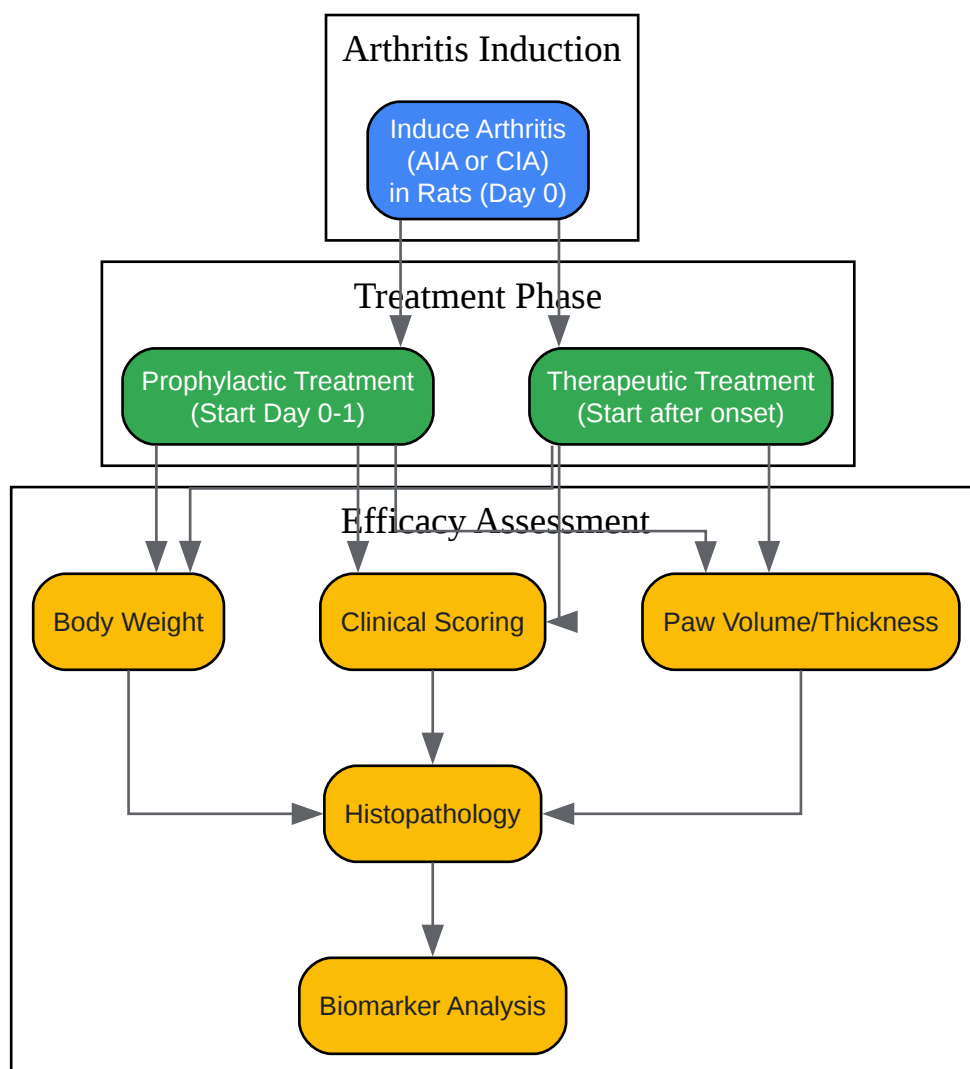 Arthritis Induction
Induce Arthritis
(AIA or CIA)
in Rats (Day 0)
Treatment Phase
Prophylactic Treatment
(Start Day 0-1)
Therapeutic Treatment
(Start after onset)
Efficacy Assessment
Body Weight
Clinical Scoring
Paw Volume/Thickness
Histopathology
Biomarker Analysis